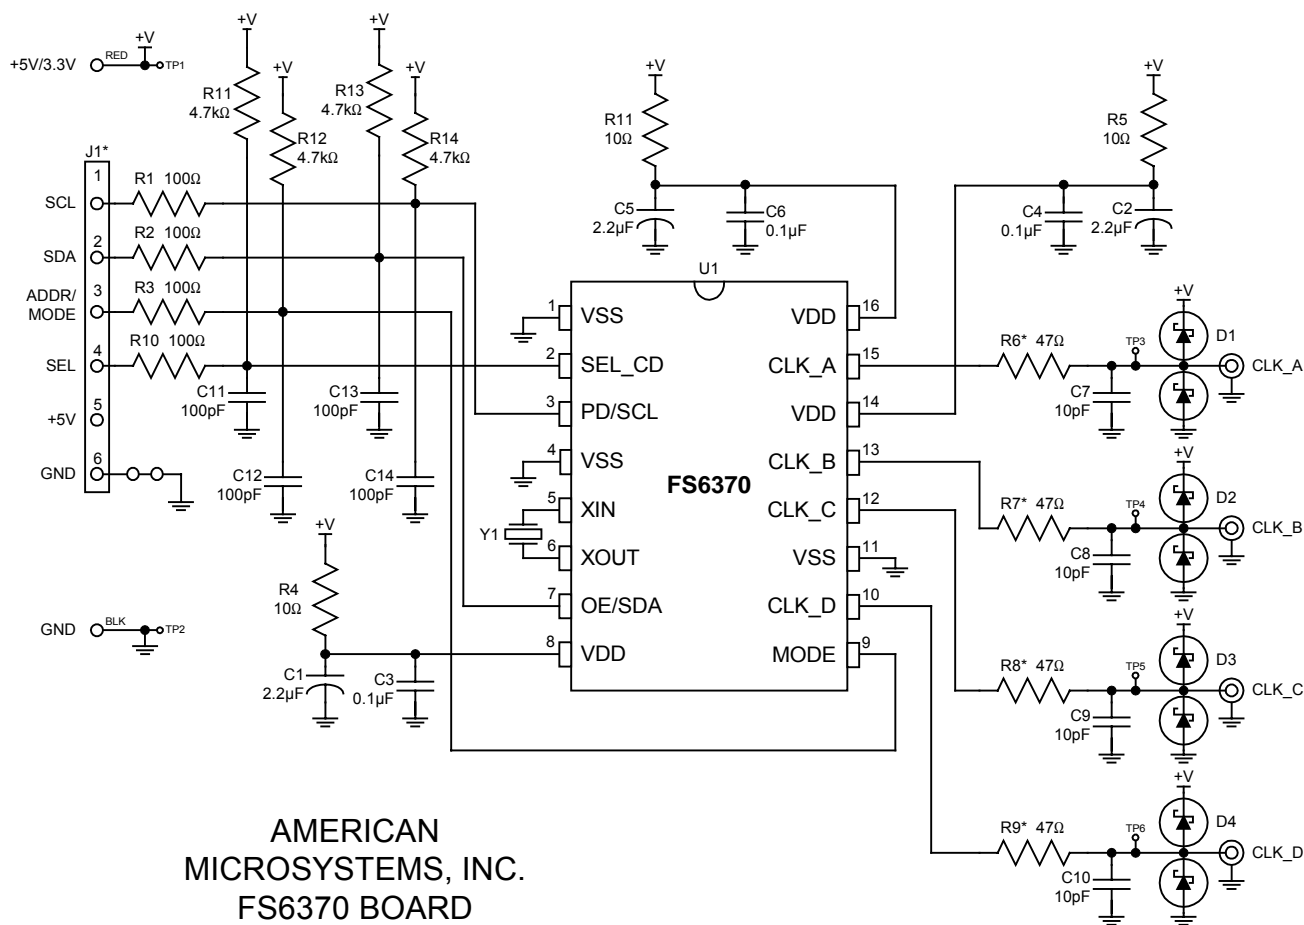 +V
+V
+V
+V
+V
+V
+V
+5V/3.3V
RED
TP1
R11
4.7kΩ
R12
4.7kΩ
R13
4.7kΩ
R14
4.7kΩ
R11
10Ω
R5
10Ω
J1*
1
SCL
R1 100Ω
2
SDA
R2 100Ω
3
ADDR/
MODE
R3 100Ω
4
SEL
R10 100Ω
5
+5V
6
GND
C5
2.2µF
C6
0.1µF
C4
0.1µF
C2
2.2µF
C11
100pF
C13
100pF
C12
100pF
C14
100pF
U1
FS6370
1
VSS
2
SEL_CD
3
PD/SCL
4
VSS
5
XIN
6
XOUT
7
OE/SDA
8
VDD
16
VDD
15
CLK_A
14
VDD
13
CLK_B
12
CLK_C
11
VSS
10
CLK_D
9
MODE
Y1
+V
R4
10Ω
C1
2.2µF
C3
0.1µF
GND
BLK
TP2
+V
R6* 47Ω
TP3
D1
C7
10pF
CLK_A
+V
R7* 47Ω
TP4
D2
C8
10pF
CLK_B
+V
R8* 47Ω
TP5
D3
C9
10pF
CLK_C
+V
R9* 47Ω
TP6
D4
C10
10pF
CLK_D
AMERICAN
MICROSYSTEMS, INC.
FS6370 BOARD